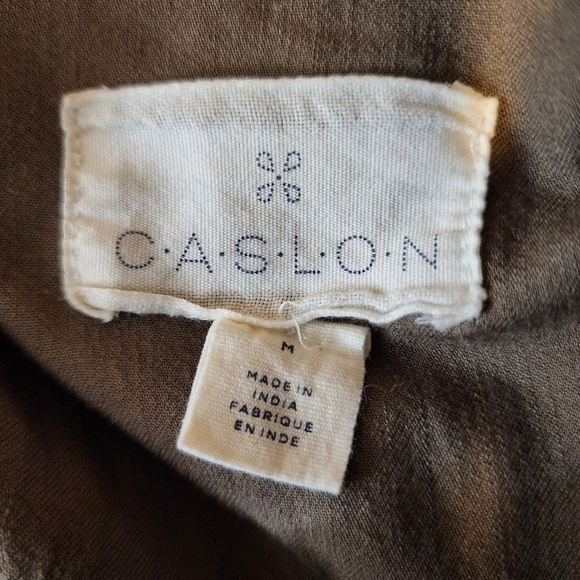 C·A·S·L·O·N
M
MADE IN
INDIA
FABRIQUE
EN INDE